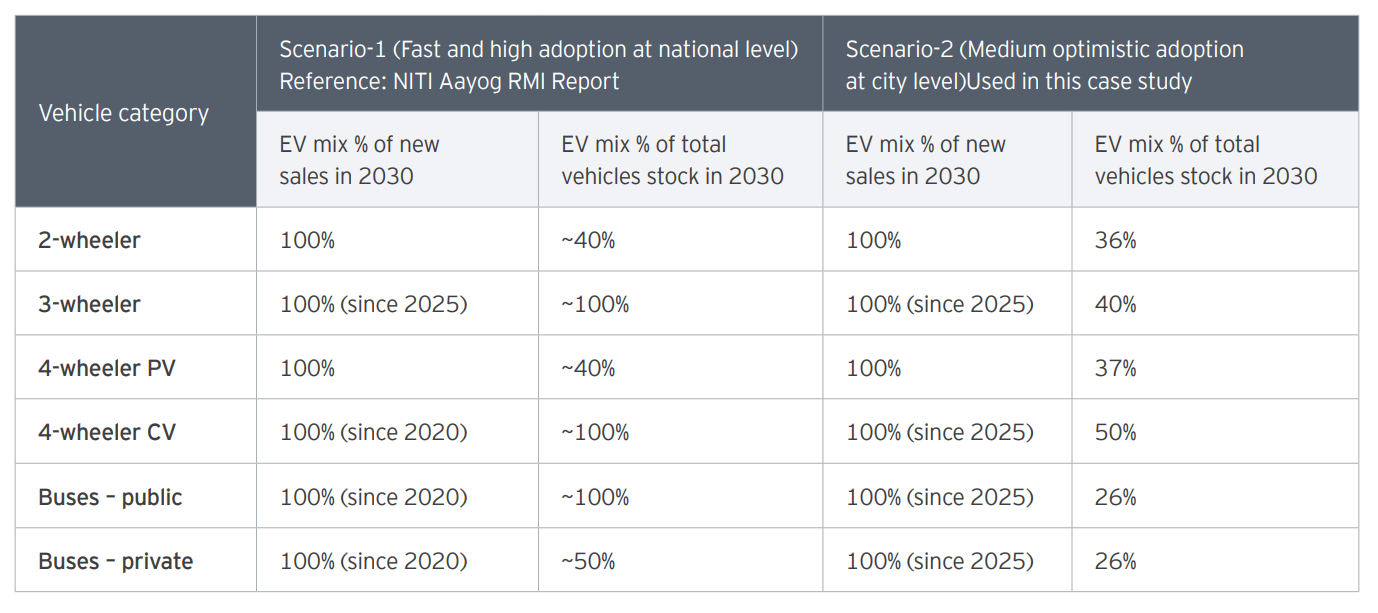 Vehicle category
Scenario-1 (Fast and high adoption at national level)
Reference: NITI Aayog RMI Report
Scenario-2 (Medium optimistic adoption
at city level)Used in this case study
EV mix % of new
sales in 2030
EV mix % of total
vehicles stock in 2030
EV mix % of new
sales in 2030
EV mix % of total
vehicles stock in 2030
2-wheeler 100% ~40% 100% 36%
3-wheeler 100% (since 2025) ~100% 100% (since 2025) 40%
4-wheeler PV 100% ~40% 100% 37%
4-wheeler CV 100% (since 2020) ~100% 100% (since 2025) 50%
Buses – public 100% (since 2020) ~100% 100% (since 2025) 26%
Buses – private 100% (since 2020) ~50% 100% (since 2025) 26%